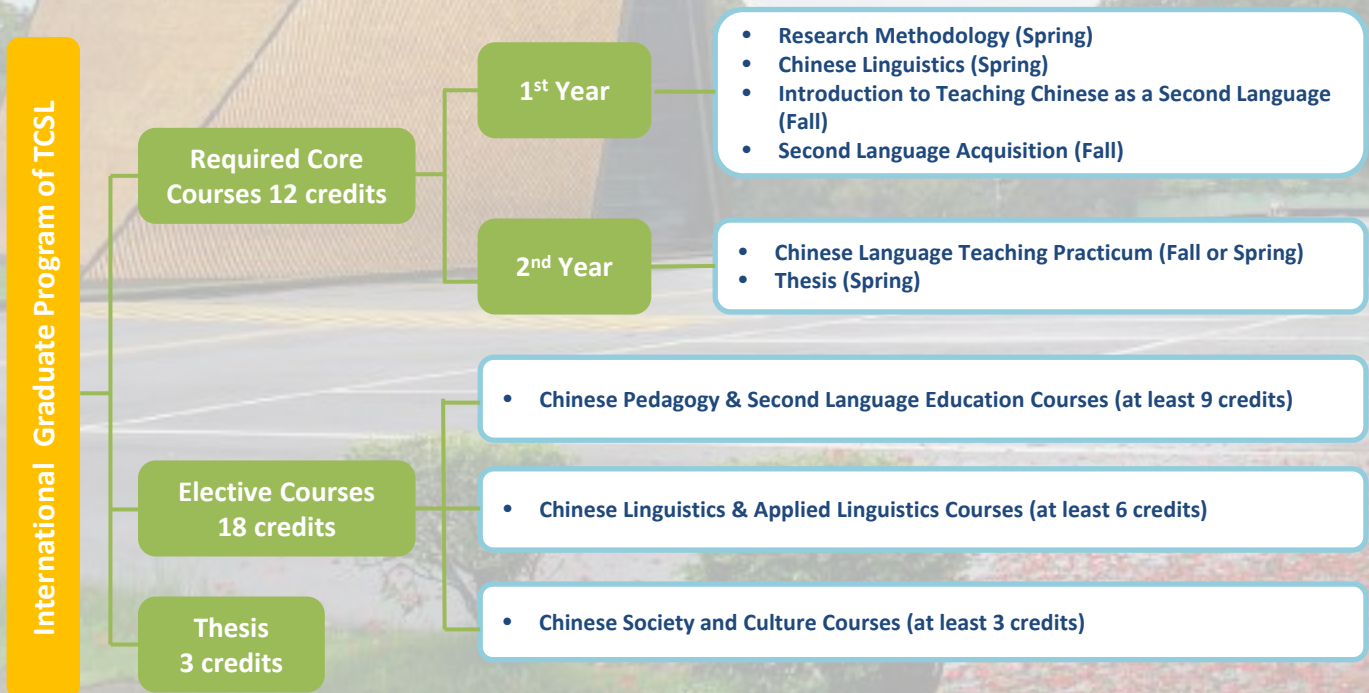 International Graduate Program of TCSL
Required Core
Courses 12 credits
1st Year
• Research Methodology (Spring)
• Chinese Linguistics (Spring)
• Introduction to Teaching Chinese as a Second Language
(Fall)
• Second Language Acquisition (Fall)
2nd Year
• Chinese Language Teaching Practicum (Fall or Spring)
• Thesis (Spring)
Elective Courses
18 credits
• Chinese Pedagogy & Second Language Education Courses (at least 9 credits)
• Chinese Linguistics & Applied Linguistics Courses (at least 6 credits)
• Chinese Society and Culture Courses (at least 3 credits)
Thesis
3 credits